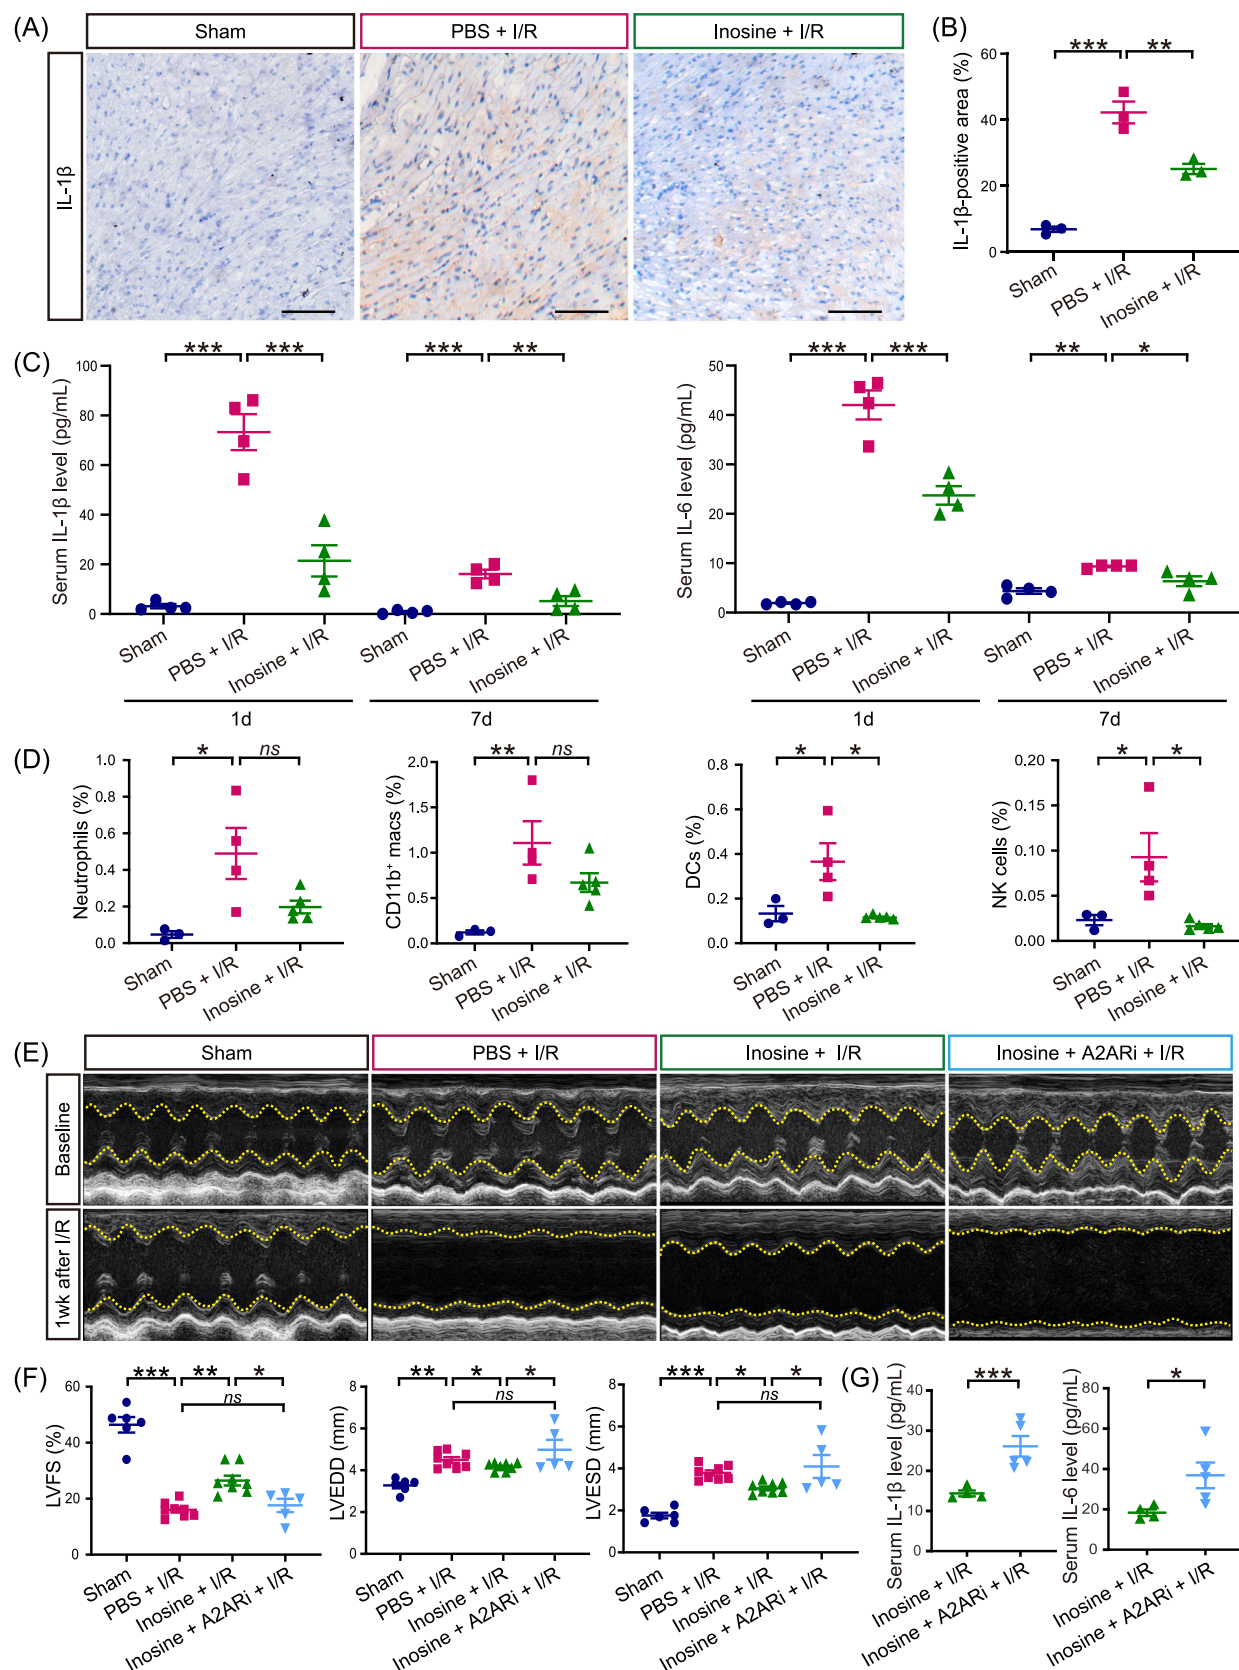 (A)
Sham
PBS + I/R
Inosine + I/R
IL-1β
(B)
IL-1β-positive area (%)
60
40
20
0
***
**
Sham
PBS + I/R
Inosine + I/R
(C)
Serum IL-1β level (pg/mL)
100
80
60
40
20
0
***
***
***
**
Sham
PBS + I/R
Inosine + I/R
Sham
PBS + I/R
Inosine + I/R
1d
7d
Serum IL-6 level (pg/mL)
50
40
30
20
10
0
***
***
**
*
Sham
PBS + I/R
Inosine + I/R
Sham
PBS + I/R
Inosine + I/R
1d
7d
(D)
Neutrophils (%)
1.0
0.8
0.6
0.4
0.2
0.0
*
ns
Sham
PBS + I/R
Inosine + I/R
CD11b⁺ macs (%)
2.0
1.5
1.0
0.5
0.0
**
ns
Sham
PBS + I/R
Inosine + I/R
DCs (%)
0.8
0.6
0.4
0.2
0.0
*
*
Sham
PBS + I/R
Inosine + I/R
NK cells (%)
0.20
0.15
0.10
0.05
0.00
*
*
Sham
PBS + I/R
Inosine + I/R
(E)
Sham
PBS + I/R
Inosine + I/R
Inosine + A2ARi + I/R
Baseline
1wk after I/R
(F)
LVFS (%)
60
40
20
0
***
**
*
ns
Sham
PBS + I/R
Inosine + I/R
Inosine + A2ARi + I/R
LVEDD (mm)
8
6
4
2
0
**
*
*
ns
Sham
PBS + I/R
Inosine + I/R
Inosine + A2ARi + I/R
LVESD (mm)
8
6
4
2
0
***
*
*
ns
Sham
PBS + I/R
Inosine + I/R
Inosine + A2ARi + I/R
(G)
Serum IL-1β level (pg/mL)
40
30
20
10
0
***
Inosine + I/R
Inosine + A2ARi + I/R
Serum IL-6 level (pg/mL)
80
60
40
20
0
*
Inosine + I/R
Inosine + A2ARi + I/R